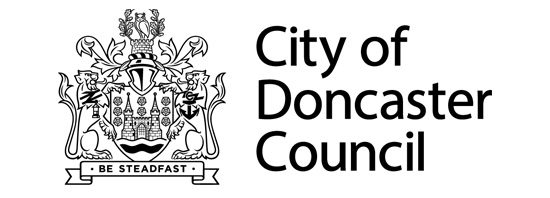 City of
Doncaster
Council
· BE STEADFAST ·